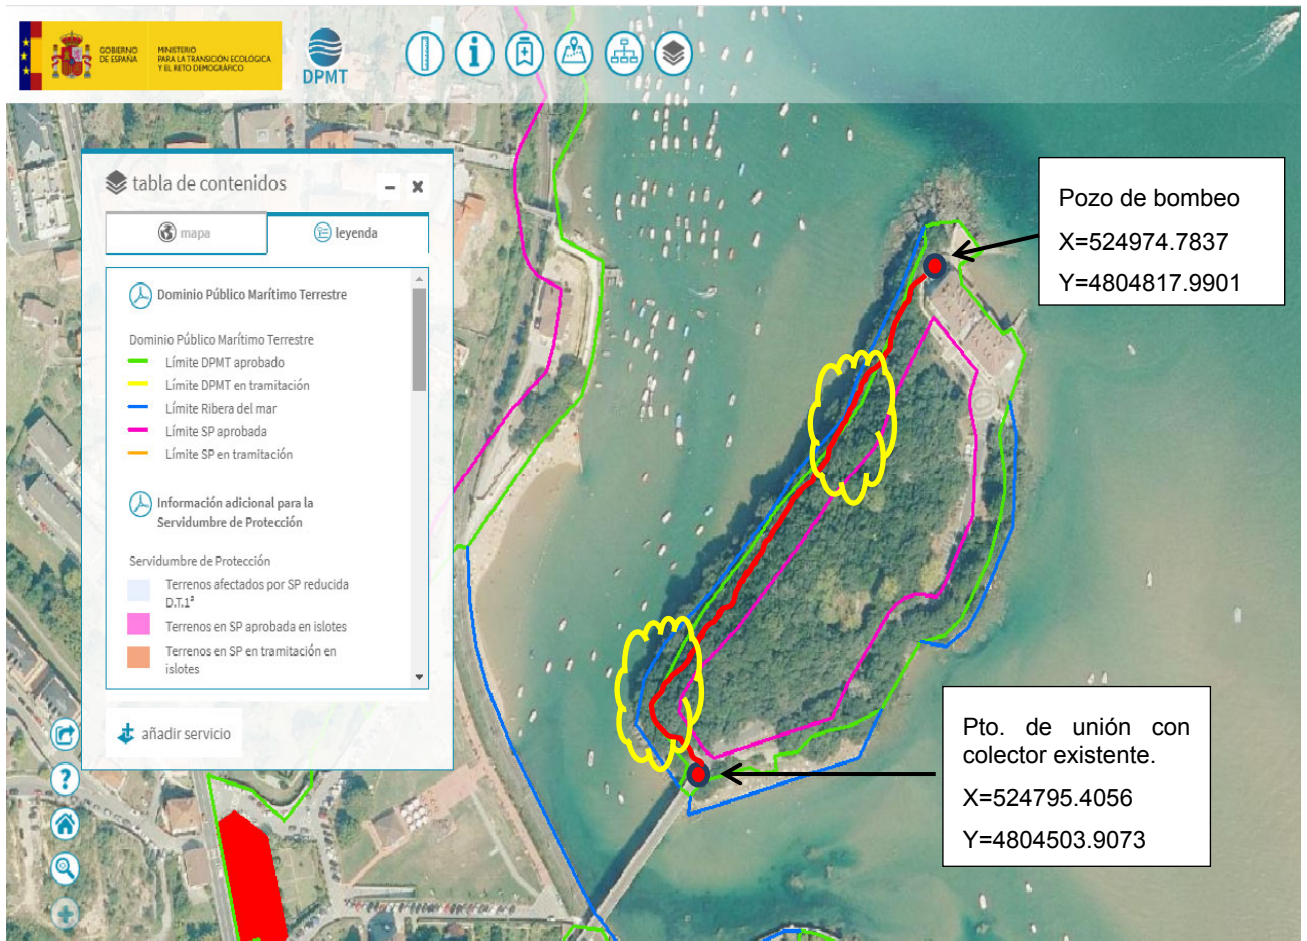 GOBIERNO
DE ESPAÑA
MINISTERIO
PARA LA TRANSICIÓN ECOLÓGICA
Y EL RETO DEMOGRÁFICO
DPMT
tabla de contenidos
mapa
leyenda
Dominio Público Marítimo Terrestre
Dominio Público Marítimo Terrestre
Límite DPMT aprobado
Límite DPMT en tramitación
Límite Ribera del mar
Límite SP aprobada
Límite SP en tramitación
Información adicional para la
Servidumbre de Protección
Servidumbre de Protección
Terrenos afectados por SP reducida
D.T.1ª
Terrenos en SP aprobada en islotes
Terrenos en SP en tramitación en
islotes
añadir servicio
Pozo de bombeo
X=524974.7837
Y=4804817.9901
Pto. de unión con
colector existente.
X=524795.4056
Y=4804503.9073